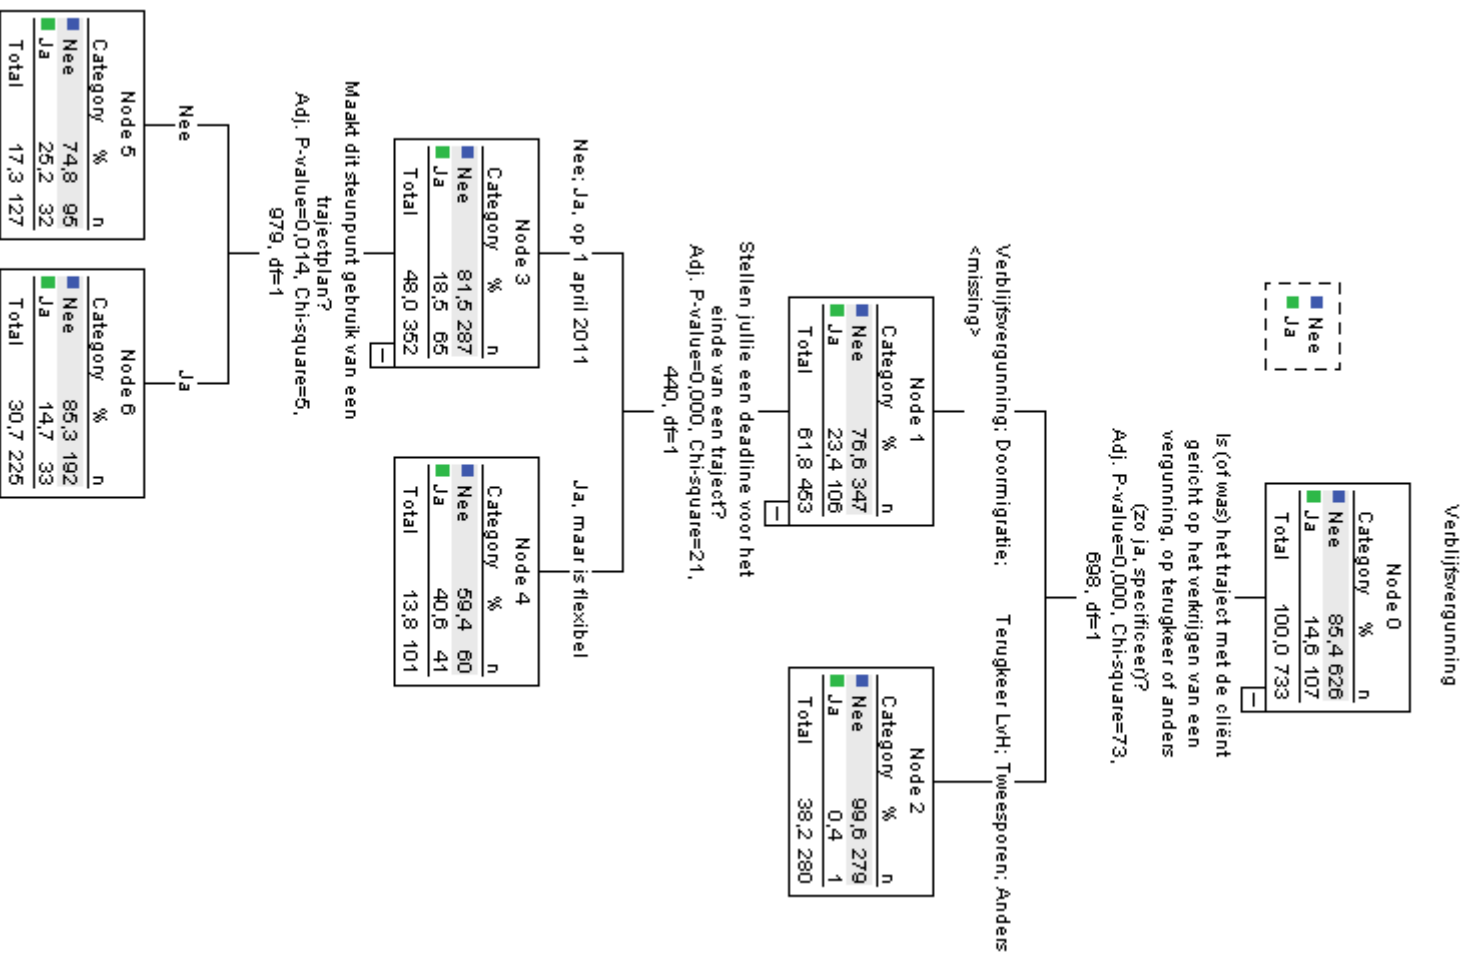 Verblijfsvergunning
Nee
Ja
Node 0
Category % n
Nee 85,4 626
Ja 14,6 107
Total 100,0 733
Is (of was) het traject met de cliënt
gericht op het verkrijgen van een
vergunning, op terugkeer of anders
(zo ja, specificeer)?
Adj. P-value=0,000, Chi-square=73,
698, df=1
Verblijfsvergunning; Doormigratie;
<missing>
Terugkeer LvH; Tweesporen; Anders
Node 1
Category % n
Nee 76,6 347
Ja 23,4 106
Total 61,8 453
Node 2
Category % n
Nee 99,6 279
Ja 0,4 1
Total 38,2 280
Stellen jullie een deadline voor het
einde van een traject?
Adj. P-value=0,000, Chi-square=21,
440, df=1
Nee; Ja, op 1 april 2011
Ja, maar is flexibel
Node 3
Category % n
Nee 81,5 287
Ja 18,5 65
Total 48,0 352
Node 4
Category % n
Nee 59,4 60
Ja 40,6 41
Total 13,8 101
Maakt dit steunpunt gebruik van een
trajectplan?
Adj. P-value=0,014, Chi-square=5,
979, df=1
Nee
Ja
Node 5
Category % n
Nee 74,8 95
Ja 25,2 32
Total 17,3 127
Node 6
Category % n
Nee 85,3 192
Ja 14,7 33
Total 30,7 225